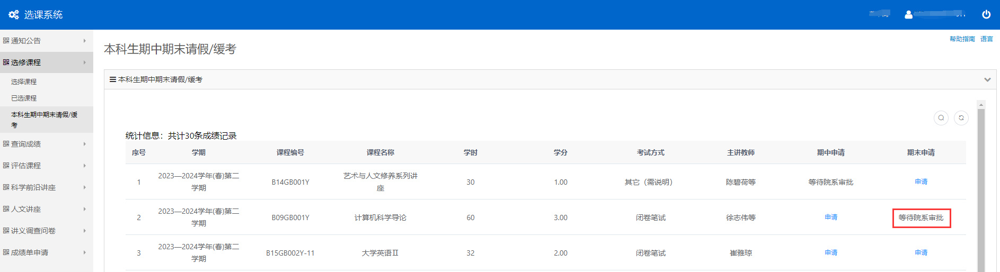 选课系统
帮助指南 语言
通知公告
选修课程
选择课程
已选课程
本科生期中期末请假/缓
考
查询成绩
评估课程
科学前沿讲座
人文讲座
讲义调查问卷
成绩单申请
本科生期中期末请假/缓考
本科生期中期末请假/缓考
统计信息：共计30条成绩记录
序号 学期 课程编号 课程名称 学时 学分 考试方式 主讲教师 期中申请 期末申请
2023—2024学年(春)第二 艺术与人文修养系列讲
1 B14GB001Y 30 1.00 其它（需说明） 陈碧荷等 等待院系审批 申请
学期 座
2023—2024学年(春)第二
2 B09GB001Y 计算机科学导论 60 3.00 闭卷笔试 徐志伟等 申请 等待院系审批
学期
2023—2024学年(春)第二
3 B15GB002Y-11 大学英语Ⅱ 32 2.00 闭卷笔试 崔雅琼 申请 申请
学期